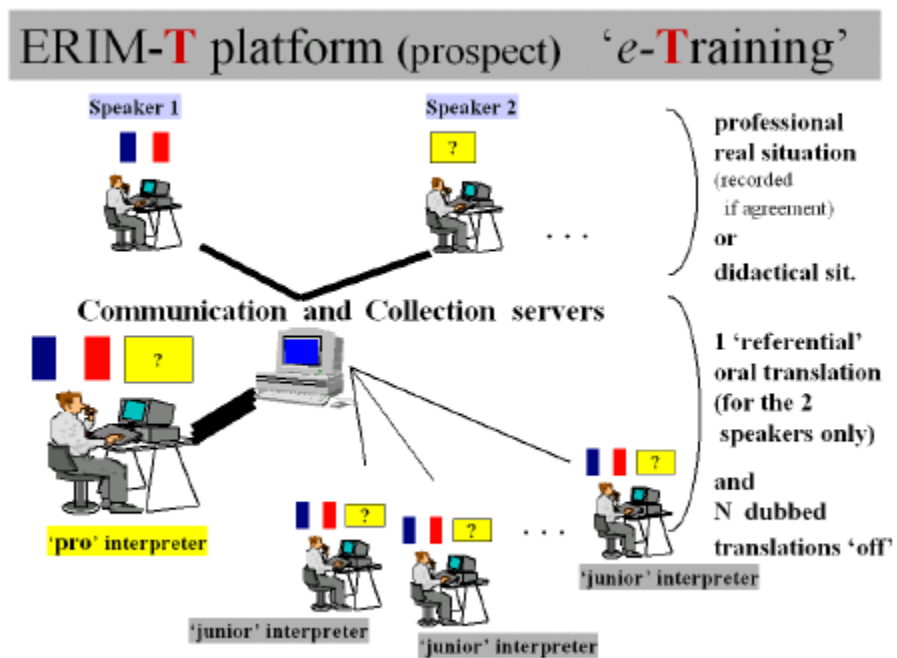 ERIM-T platform (prospect) ‘e-Training’
Speaker 1
Speaker 2
?
. . .
professional
real situation
(recorded
if agreement)
or
didactical sit.
Communication and Collection servers
?
1 ‘referential’
oral translation
(for the 2
speakers only)
and
N dubbed
translations ‘off’
‘pro’ interpreter
?
?
. . .
?
‘junior’ interpreter
‘junior’ interpreter
‘junior’ interpreter